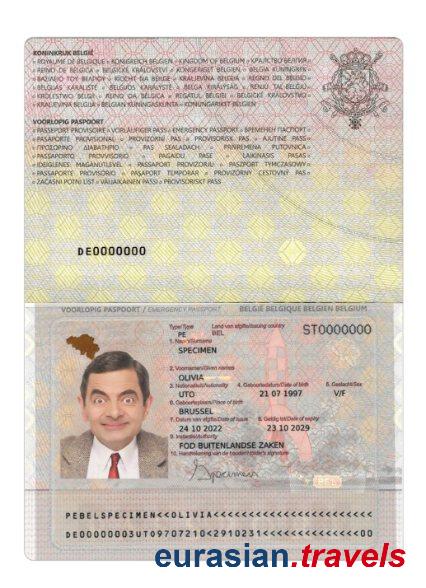 KONINKRIJK BELGIË
• ROYAUME DE BELGIQUE • KÖNIGREICH BELGIEN • KINGDOM OF BELGIUM • КРАЛСТВО БЕЛГИЯ
• REINO DE BÉLGICA • BELGICKÉ KRÁLOVSTVÍ • KONGERIGET BELGIEN • BELGIA KUNINGRIIK
• ΒΑΣΙΛΕΙΟ ΤΟΥ ΒΕΛΓΙΟΥ • RÍOCHT NA BEILGE • KRALJEVINA BELGIJA • REGNO DEL BELGIO
• BEĻĢIJAS KARALISTE • BELGIJOS KARALYSTĖ • BELGA KIRÁLYSÁG • RENJU TAL-BELĠJU
• KRÓLESTWO BELGII • REINO DA BÉLGICA • REGATUL BELGIEI • BELGICKÉ KRÁĽOVSTVO
• KRALJEVINA BELGIJA • BELGIAN KUNINGASKUNTA • KONUNGARIKET BELGIEN
VOORLOPIG PASPOORT
• PASSEPORT PROVISOIRE • VORLÄUFIGER PASS • EMERGENCY PASSPORT • ВРЕМЕНЕН ПАСПОРТ
• PASAPORTE PROVISIONAL • PROVIZORNÍ PAS • PROVISORISK PAS • AJUTINE PASS
• ΠΡΟΣΩΡΙΝΟ ΔΙΑΒΑΤΗΡΙΟ • PAS SEALADACH • PRIVREMENA PUTOVNICA
• PASSAPORTO PROVVISORIO • PAGAIDU PASE • LAIKINASIS PASAS
• IDEIGLENES MAGÁNÚTLEVÉL • PASSAPORT PROVIŻORJU • PASZPORT TYMCZASOWY
• PASSAPORTE PROVISÓRIO • PAŞAPORT TEMPORAR • PROVIZÓRNY CESTOVNÝ PAS
• ZAČASNI POTNI LIST • VÄLIAIKAINEN PASSI • PROVISORISKT PASS
DE0000000
VOORLOPIG PASPOORT / EMERGENCY PASSPORT BELGIË BELGIQUE BELGIEN BELGIUM
Type/Type Land van afgifte/Issuing country
PE BEL ST0000000
1. Naam/Surname
SPECIMEN
2. Voornamen/Given names
OLIVIA
3. Nationaliteit/Nationality 4. Geboortedatum/Date of birth 5. Geslacht/Sex
UTO 21 07 1997 V/F
6. Geboorteplaats/Place of birth
BRUSSEL
7. Datum van afgifte/Date of issue 8. Geldig tot/Date of expiry
24 10 2022 23 10 2029
9. Instantie/Authority
FOD BUITENLANDSE ZAKEN
10. Handtekening van de houder/Holder's signature
Specimen
PEBELSPECIMEN<<OLIVIA<<<<<<<<<<<<<<<<<<<<<<<
DE00000003UTO9707210<2910231<<<<<<<<<<<<<<00
eurasian.travels